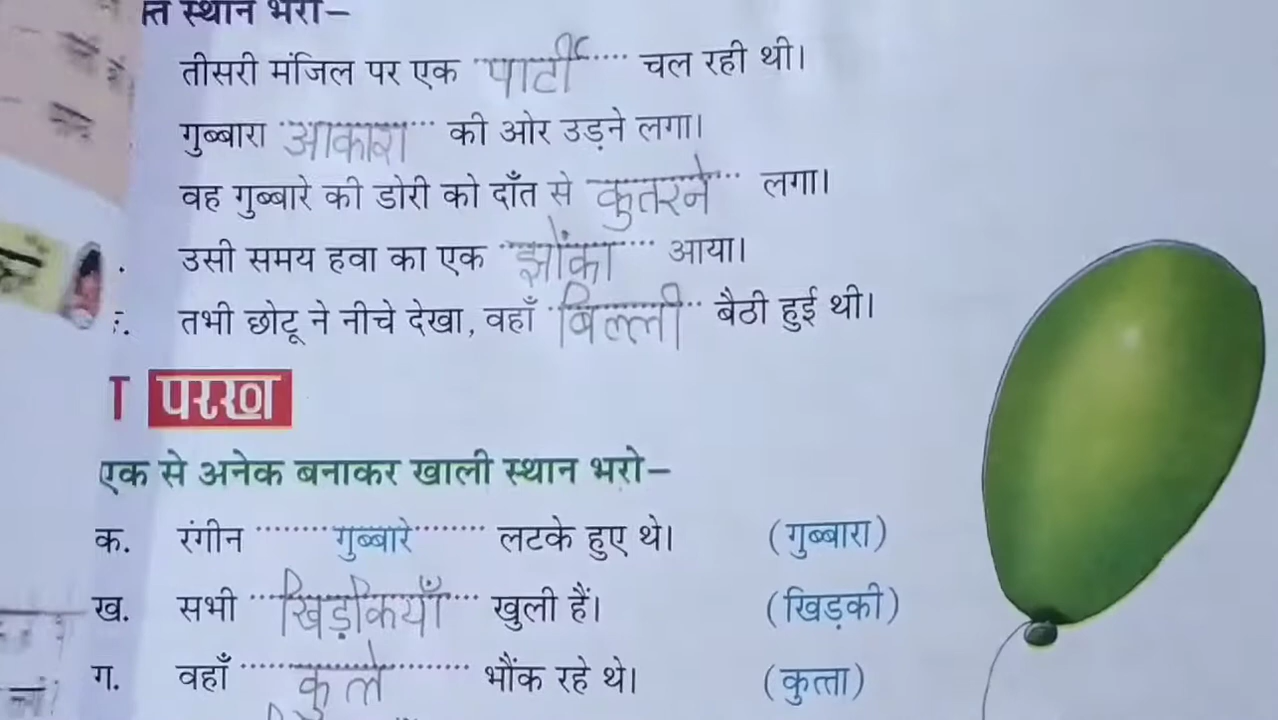 स्थान भरो–
तीसरी मंजिल पर एक पार्टी चल रही थी।
गुब्बारा आकाश की ओर उड़ने लगा।
वह गुब्बारे की डोरी को दाँत से कुतरने लगा।
उसी समय हवा का एक झोंका आया।
तभी छोटू ने नीचे देखा, वहाँ बिल्ली बैठी हुई थी।
परख
एक से अनेक बनाकर खाली स्थान भरो–
क. रंगीन गुब्बारे लटके हुए थे। (गुब्बारा)
ख. सभी खिड़कियाँ खुली हैं। (खिड़की)
ग. वहाँ कुत्ते भौंक रहे थे। (कुत्ता)